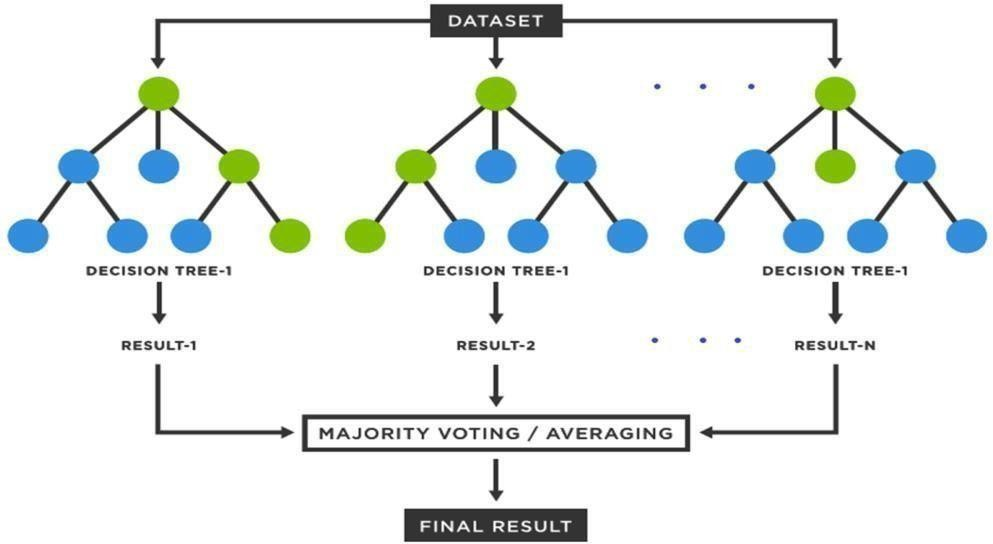 DATASET
DECISION TREE-1
DECISION TREE-1
DECISION TREE-1
RESULT-1
RESULT-2
RESULT-N
MAJORITY VOTING / AVERAGING
FINAL RESULT